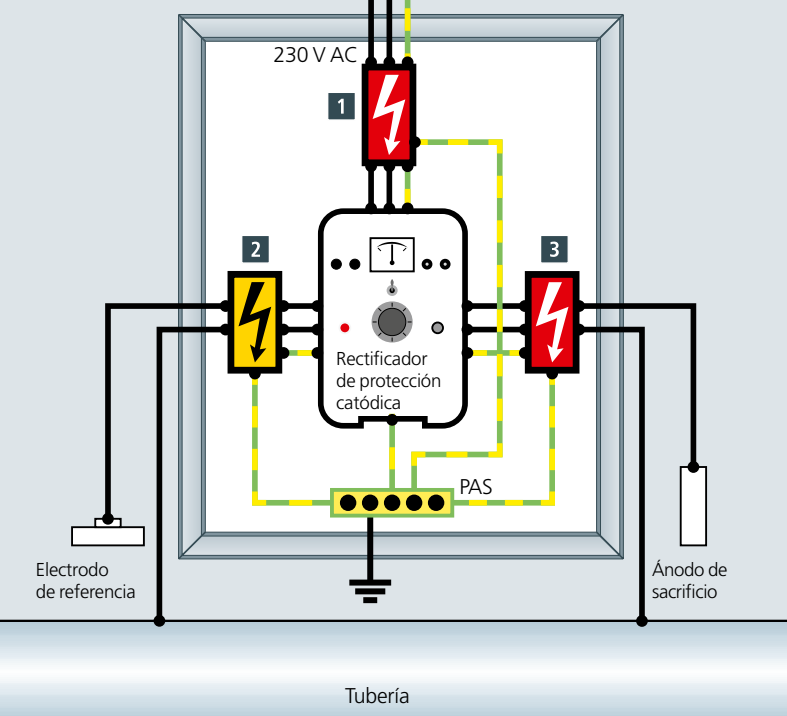 230 V AC
1
2
3
Rectificador
de protección
catódica
PAS
Electrodo
de referencia
Ánodo de
sacrificio
Tubería